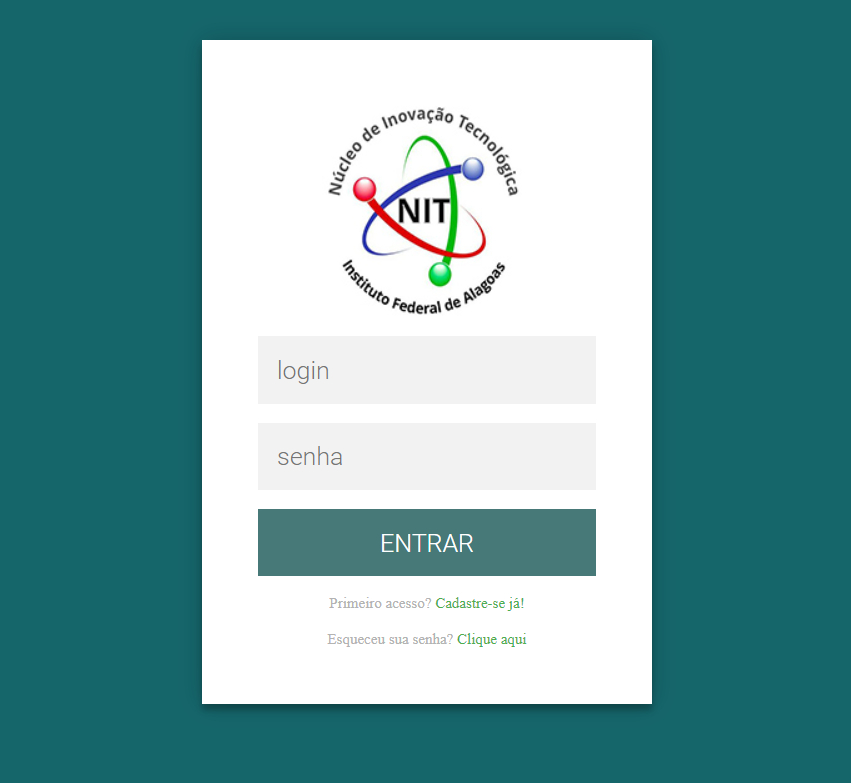 Núcleo de Inovação Tecnológica
NIT
Instituto Federal de Alagoas
login
senha
ENTRAR
Primeiro acesso? Cadastre-se já!
Esqueceu sua senha? Clique aqui